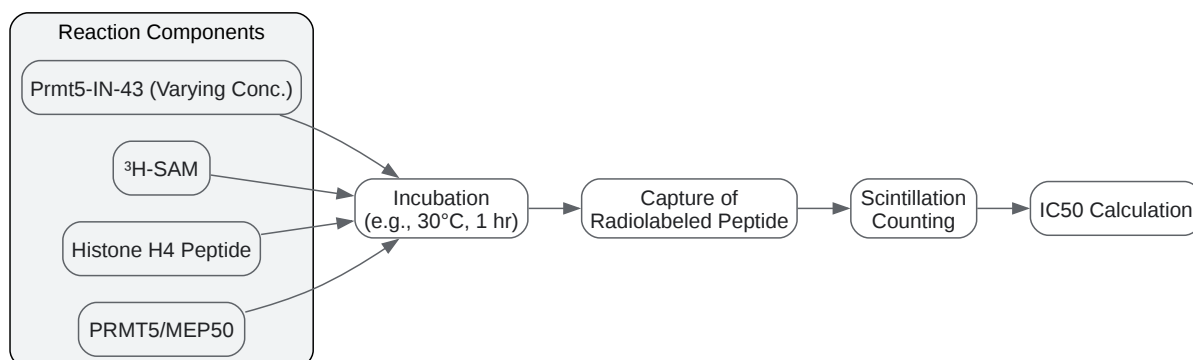 Reaction Components
Prmt5-IN-43 (Varying Conc.)
³H-SAM
Histone H4 Peptide
PRMT5/MEP50
Incubation
(e.g., 30°C, 1 hr)
Capture of
Radiolabeled Peptide
Scintillation
Counting
IC50 Calculation